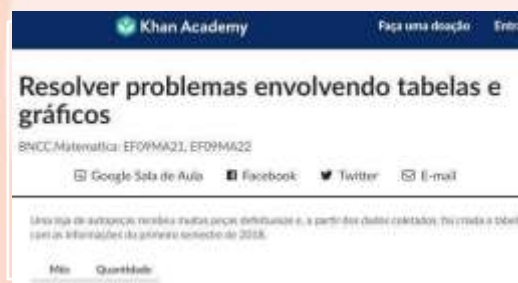 Khan Academy
Faça uma doação
Resolver problemas envolvendo tabelas e
gráficos
BNCC.Matemática: EF09MA21, EF09MA22
Google Sala de Aula
Facebook
Twitter
E-mail
Uma loja de autopeças recebeu muitas peças defeituosas e, a partir dos dados coletados, foi criada a
com as informações do primeiro semestre de 2018.
Mês Quantidade